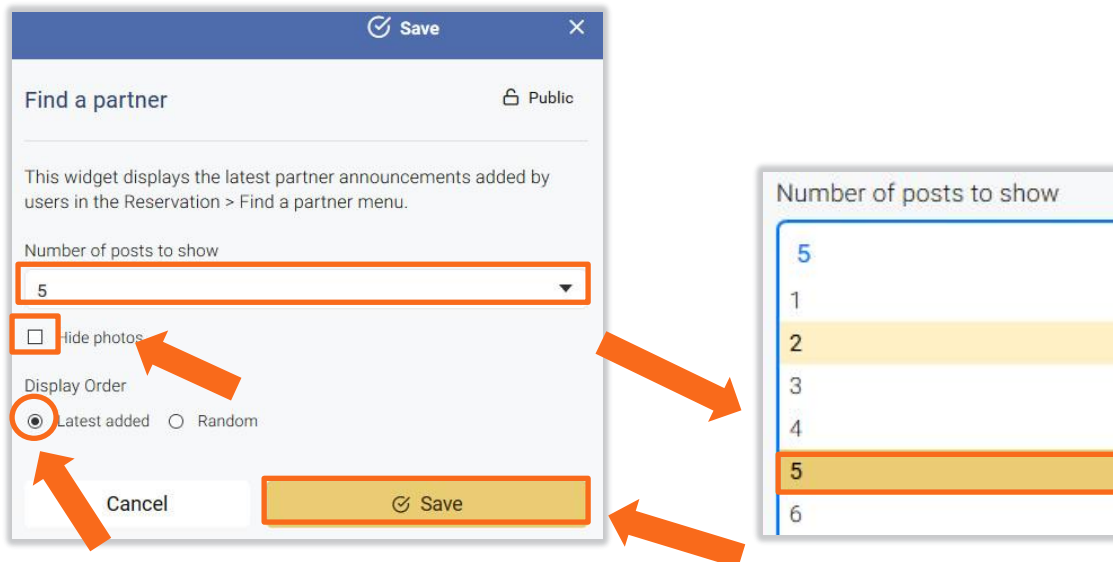 Save
Find a partner
Public
This widget displays the latest partner announcements added by
users in the Reservation > Find a partner menu.
Number of posts to show
5
Hide photos
Display Order
Latest added
Random
Cancel
Save
Number of posts to show
5
1
2
3
4
5
6